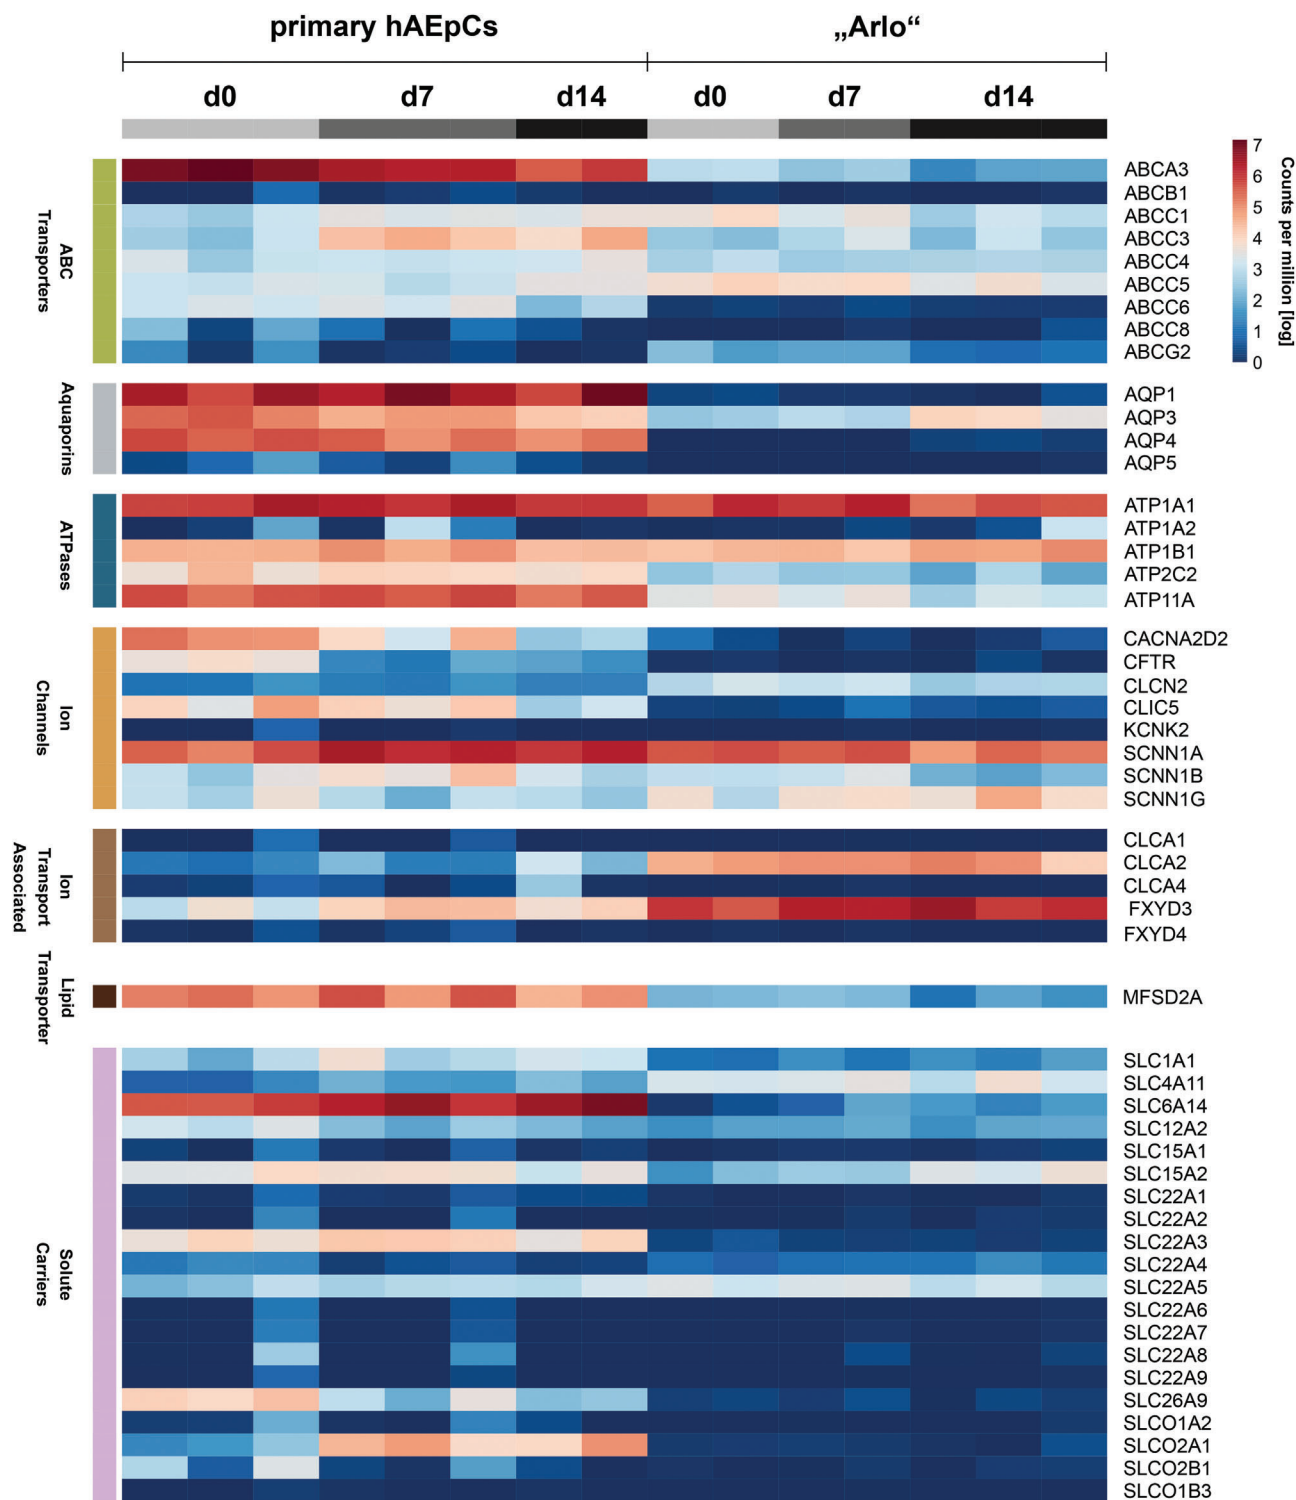 primary hAEpCs
„Arlo“
d0
d7
d14
d0
d7
d14
ABC
Transporters
ABCA3
ABCB1
ABCC1
ABCC3
ABCC4
ABCC5
ABCC6
ABCC8
ABCG2
7
6
5
4
3
2
1
0
Counts per million [log]
Aquaporins
AQP1
AQP3
AQP4
AQP5
ATPases
ATP1A1
ATP1A2
ATP1B1
ATP2C2
ATP11A
Ion
Channels
CACNA2D2
CFTR
CLCN2
CLIC5
KCNK2
SCNN1A
SCNN1B
SCNN1G
Ion
Transport
Associated
CLCA1
CLCA2
CLCA4
FXYD3
FXYD4
Lipid
Transporter
MFSD2A
Solute
Carriers
SLC1A1
SLC4A11
SLC6A14
SLC12A2
SLC15A1
SLC15A2
SLC22A1
SLC22A2
SLC22A3
SLC22A4
SLC22A5
SLC22A6
SLC22A7
SLC22A8
SLC22A9
SLC26A9
SLCO1A2
SLCO2A1
SLCO2B1
SLCO1B3